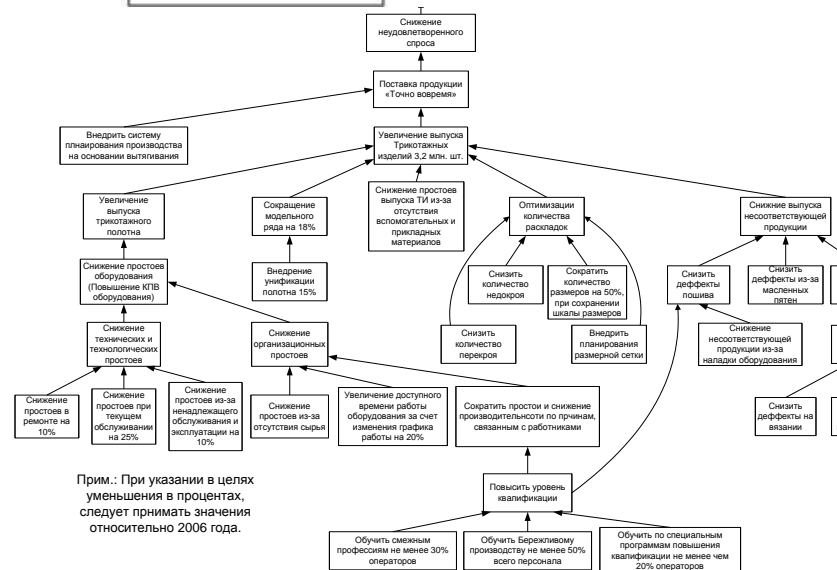 Снижение
неудовлетворенного
спроса
Поставка продукции
«Точно вовремя»
Внедрить систему
плнаирования производства
на основании вытягивания
Увеличение выпуска
Трикотажных
изделий 3,2 млн. шт.
Увеличение
выпуска
трикотажного
полотна
Сокращение
модельного
ряда на 18%
Снижение простоев
выпуска ТИ из-за
отсутствия
вспомогательных и
прикладных
материалов
Оптимизации
количества
раскладок
Снижние выпуска
несоответствующей
продукции
Снижение простоев
оборудования
(Повышение КПВ
оборудования)
Внедрение
унификации
полотна 15%
Снизить
количество
недокроя
Сократить
количество
размеров на 50%,
при сохранении
шкалы размеров
Снизить
дефекты
пошива
Снизить
дефекты из-за
масленных
пятен
Снижение
технических и
технологических
простоев
Снижение
организационных
простоев
Снизить
количество
перекроя
Внедрить
планирования
размерной сетки
Снижение
несоответствующей
продукции из-за
наладки оборудования
Снижение
простоев в
ремонте на
10%
Снижение
простоев при
текущем
обслуживании
на 25%
Снижение
простоев из-за
ненадлежащего
обслуживания и
эксплуатации на
10%
Снижение
простоев из-за
отсутствия сырья
Увеличение доступного
времени работы
оборудования за счет
изменения графика
работы на 20%
Сократить простои и снижение
производительносоти по прчинам,
связанным с работниками
Снизить
дефекты на
вязании
Прим.: При указании в целях
уменьшения в процентах,
следует прнимать значения
относительно 2006 года.
Повысить уровень
квалификации
Обучить смежным
профессиям не менее 30%
операторов
Обучить Бережливому
производству не менее 50%
всего персонала
Обучить по специальным
программам повышения
квалификации не менее чем
20% операторов